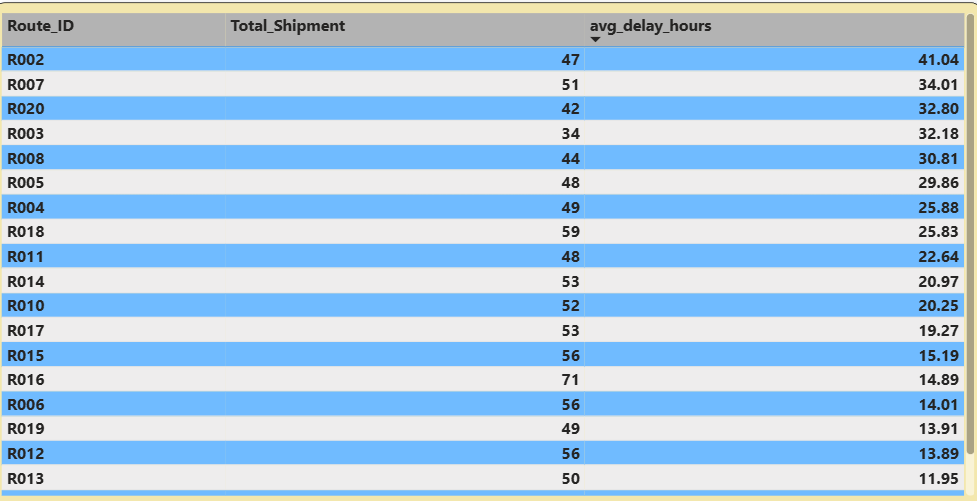 Route_ID Total_Shipment avg_delay_hours
R002 47 41.04
R007 51 34.01
R020 42 32.80
R003 34 32.18
R008 44 30.81
R005 48 29.86
R004 49 25.88
R018 59 25.83
R011 48 22.64
R014 53 20.97
R010 52 20.25
R017 53 19.27
R015 56 15.19
R016 71 14.89
R006 56 14.01
R019 49 13.91
R012 56 13.89
R013 50 11.95